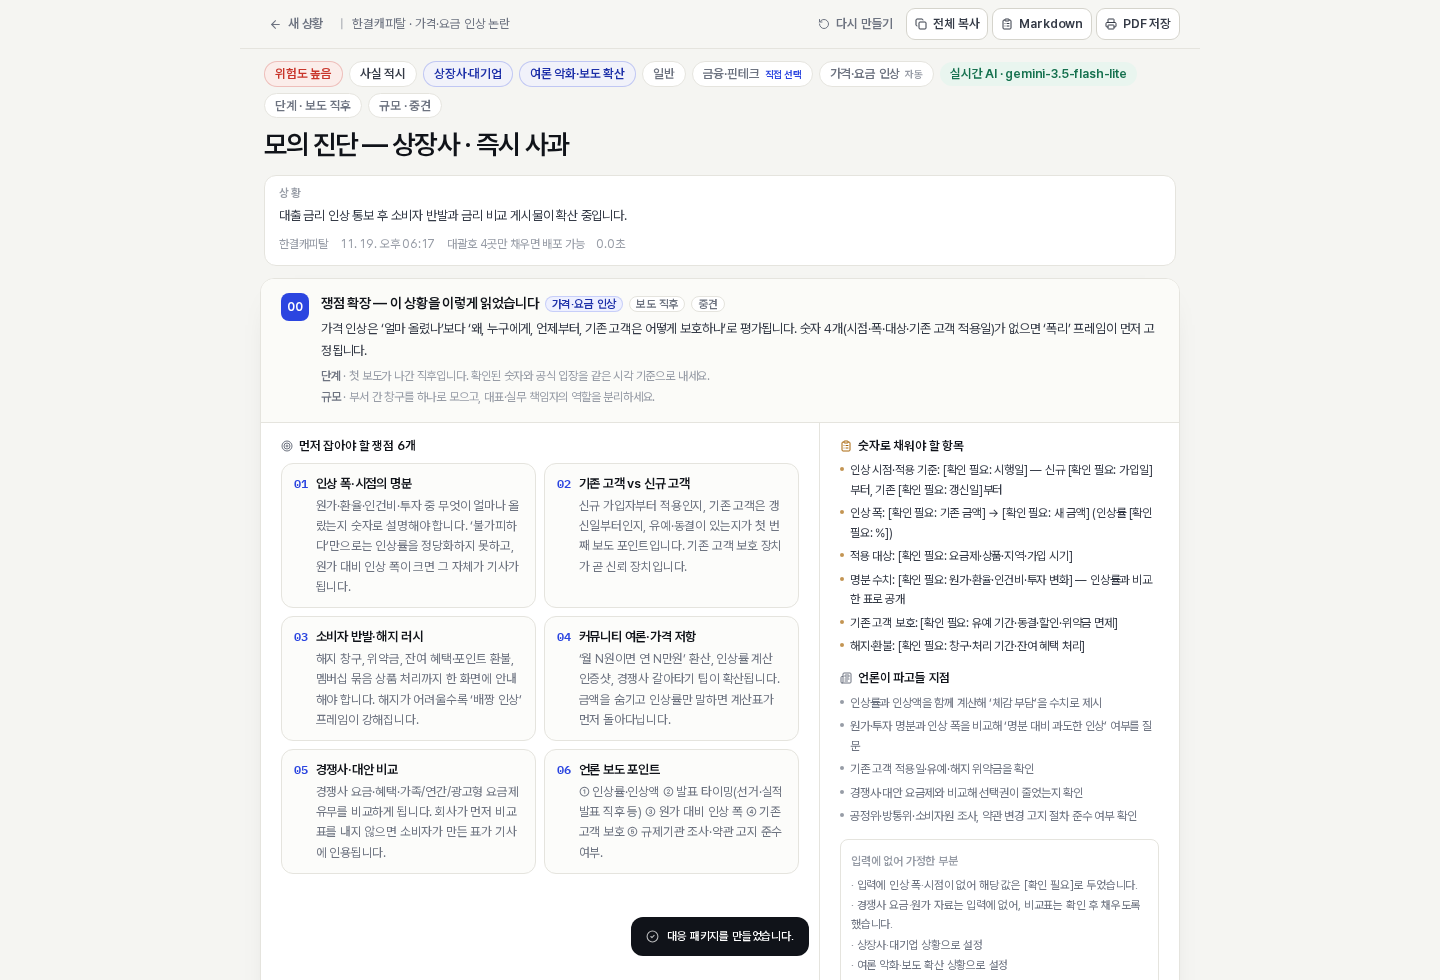 새 상황 | 한결캐피탈 · 가격·요금 인상 논란
다시 만들기 전체 복사 Markdown PDF 저장
위험도 높음 사실 적시 상장사·대기업 여론 악화·보도 확산 일반 금융·핀테크 직접 선택 가격·요금 인상 자동 실시간 AI · gemini-3.5-flash-lite
단계 · 보도 직후 규모 · 중견
모의 진단 — 상장사 · 즉시 사과
상황
대출 금리 인상 통보 후 소비자 반발과 금리 비교 게시물이 확산 중입니다.
한결캐피탈 11. 19. 오후 06:17 대괄호 4곳만 채우면 배포 가능 0.0초
00 쟁점 확장 — 이 상황을 이렇게 읽었습니다 가격·요금 인상 보도 직후 중견
가격 인상은 ‘얼마 올렸나’보다 ‘왜, 누구에게, 언제부터, 기존 고객은 어떻게 보호하나’로 평가됩니다. 숫자 4개(시점·폭·대상·기존 고객 적용일)가 없으면 ‘폭리’ 프레임이 먼저 고
정됩니다.
단계 · 첫 보도가 나간 직후입니다. 확인된 숫자와 공식 입장을 같은 시각 기준으로 내세요.
규모 · 부서 간 창구를 하나로 모으고, 대표·실무 책임자의 역할을 분리하세요.
먼저 잡아야 할 쟁점 6개
01 인상 폭·시점의 명분
원가·환율·인건비·투자 중 무엇이 얼마나 올
랐는지 숫자로 설명해야 합니다. ‘불가피하
다’만으로는 인상률을 정당화하지 못하고,
원가 대비 인상 폭이 크면 그 자체가 기사가
됩니다.
02 기존 고객 vs 신규 고객
신규 가입자부터 적용인지, 기존 고객은 갱
신일부터인지, 유예·동결이 있는지가 첫 번
째 보도 포인트입니다. 기존 고객 보호 장치
가 곧 신뢰 장치입니다.
03 소비자 반발·해지 러시
해지 창구, 위약금, 잔여 혜택·포인트 환불,
멤버십 묶음 상품 처리까지 한 화면에 안내
해야 합니다. 해지가 어려울수록 ‘배짱 인상’
프레임이 강해집니다.
04 커뮤니티 여론·가격 저항
‘월 N원이면 연 N만원’ 환산, 인상률 계산
인증샷, 경쟁사 갈아타기 팁이 확산됩니다.
금액을 숨기고 인상률만 말하면 계산표가
먼저 돌아다닙니다.
05 경쟁사·대안 비교
경쟁사 요금·혜택·가족/연간/광고형 요금제
유무를 비교하게 됩니다. 회사가 먼저 비교
표를 내지 않으면 소비자가 만든 표가 기사
에 인용됩니다.
06 언론 보도 포인트
① 인상률·인상액 ② 발표 타이밍(선거·실적
발표 직후 등) ③ 원가 대비 인상 폭 ④ 기존
고객 보호 ⑤ 규제기관 조사·약관 고지 준수
여부.
숫자로 채워야 할 항목
인상 시점·적용 기준: [확인 필요: 시행일] — 신규 [확인 필요: 가입일]
부터, 기존 [확인 필요: 갱신일]부터
인상 폭: [확인 필요: 기존 금액] → [확인 필요: 새 금액] (인상률 [확인
필요: %])
적용 대상: [확인 필요: 요금제·상품·지역·가입 시기]
명분 수치: [확인 필요: 원가·환율·인건비·투자 변화] — 인상률과 비교
한 표로 공개
기존 고객 보호: [확인 필요: 유예 기간·동결·할인·위약금 면제]
해지·환불: [확인 필요: 창구·처리 기간·잔여 혜택 처리]
언론이 파고들 지점
인상률과 인상액을 함께 계산해 ‘체감 부담’을 수치로 제시
원가·투자 명분과 인상 폭을 비교해 ‘명분 대비 과도한 인상’ 여부를 질
문
기존 고객 적용일·유예·해지 위약금을 확인
경쟁사·대안 요금제와 비교해 선택권이 줄었는지 확인
공정위·방통위·소비자원 조사, 약관 변경 고지 절차 준수 여부 확인
입력에 없어 가정한 부분
· 입력에 인상 폭·시점이 없어 해당 값은 [확인 필요]로 두었습니다.
· 경쟁사 요금·원가 자료는 입력에 없어, 비교표는 확인 후 채우도록
했습니다.
· 상장사·대기업 상황으로 설정
· 여론 악화·보도 확산 상황으로 설정
대응 패키지를 만들었습니다.